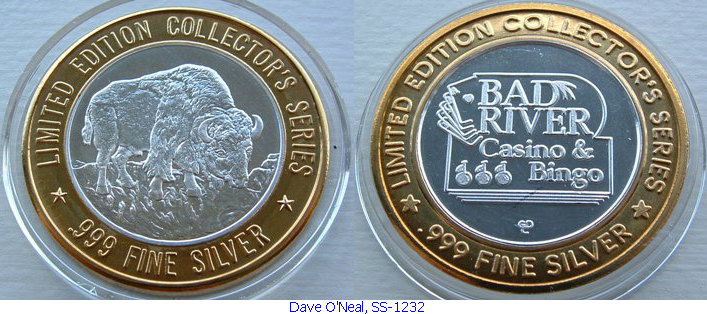 LIMITED EDITION COLLECTOR'S SERIES
.999 FINE SILVER
LIMITED EDITION COLLECTOR'S SERIES
BAD
RIVER
Casino &
Bingo
.999 FINE SILVER
Dave O'Neal, SS-1232